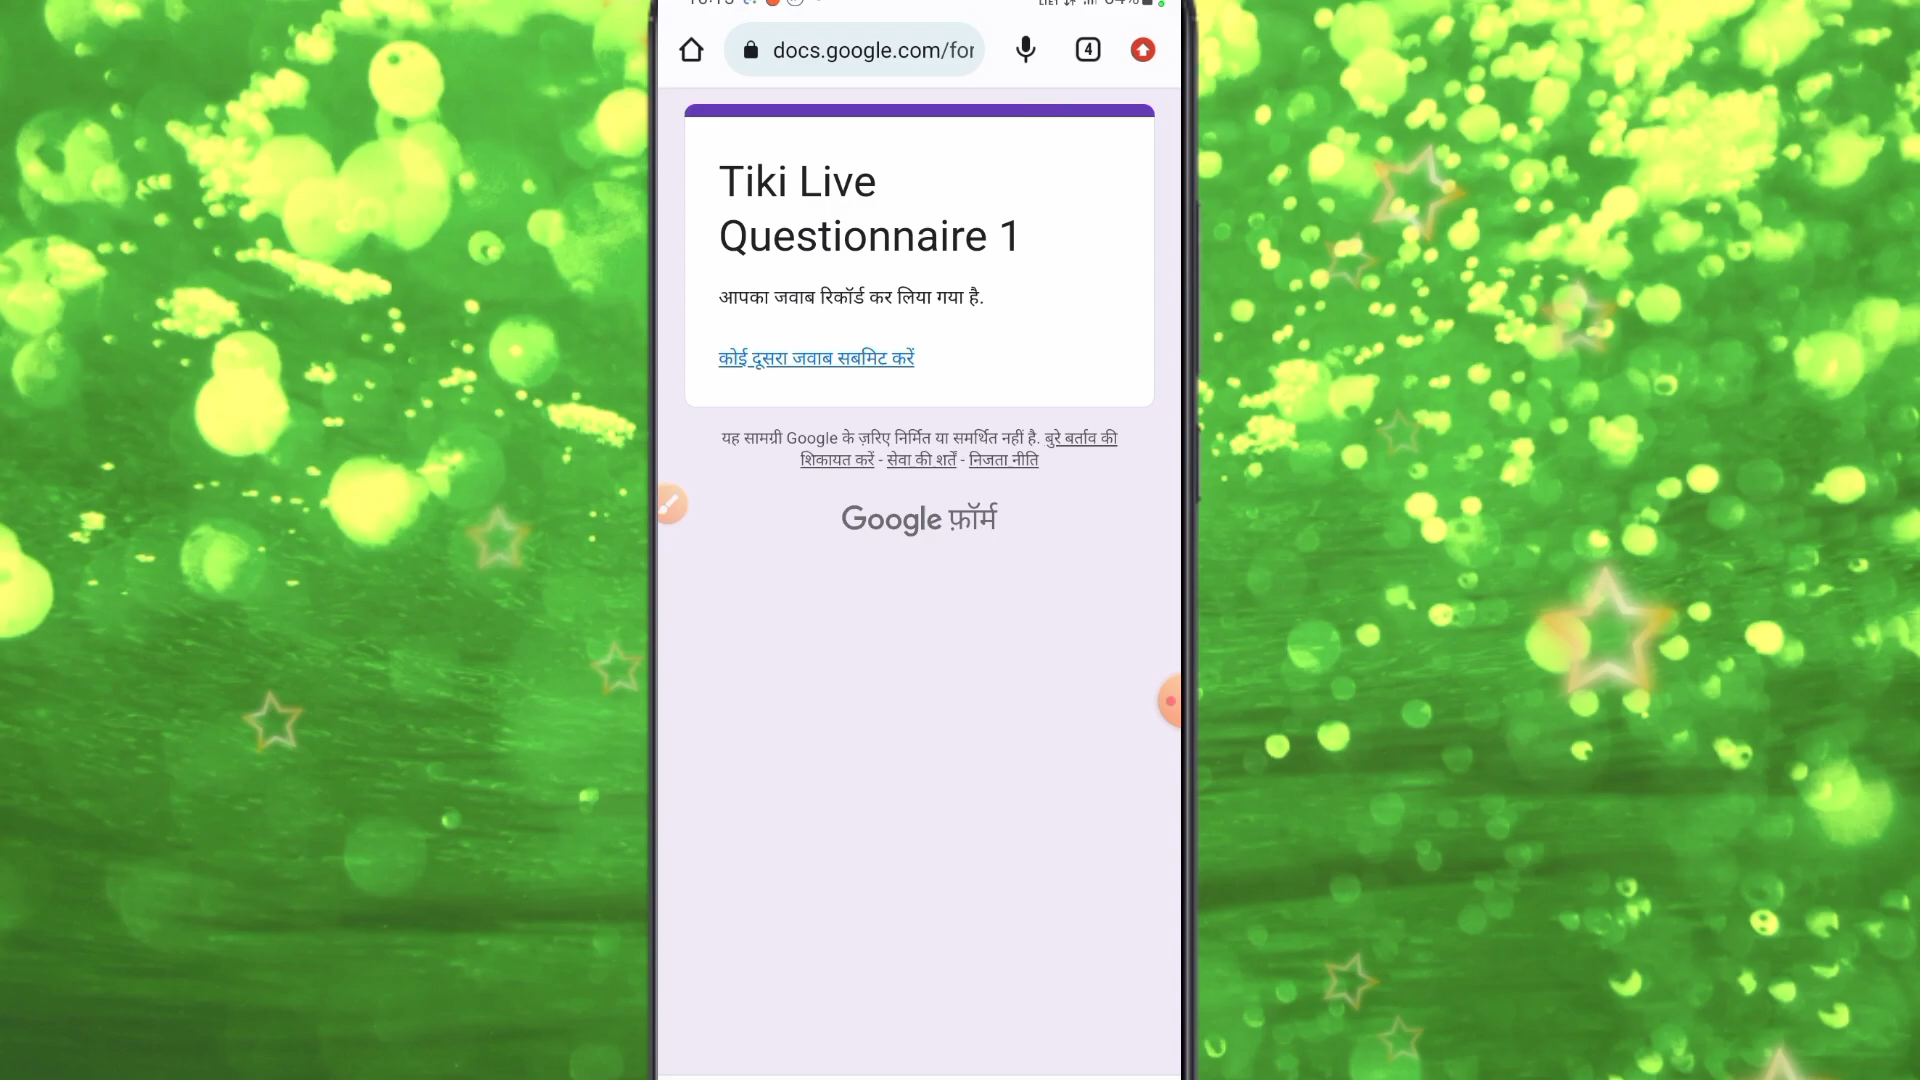 docs.google.com/for
4
Tiki Live
Questionnaire 1
आपका जवाब रिकॉर्ड कर लिया गया है.
कोई दूसरा जवाब सबमिट करें
यह सामग्री Google के ज़रिए निर्मित या समर्थित नहीं है. बुरे बर्ताव की
शिकायत करें - सेवा की शर्तें - निजता नीति
Google फ़ॉर्म